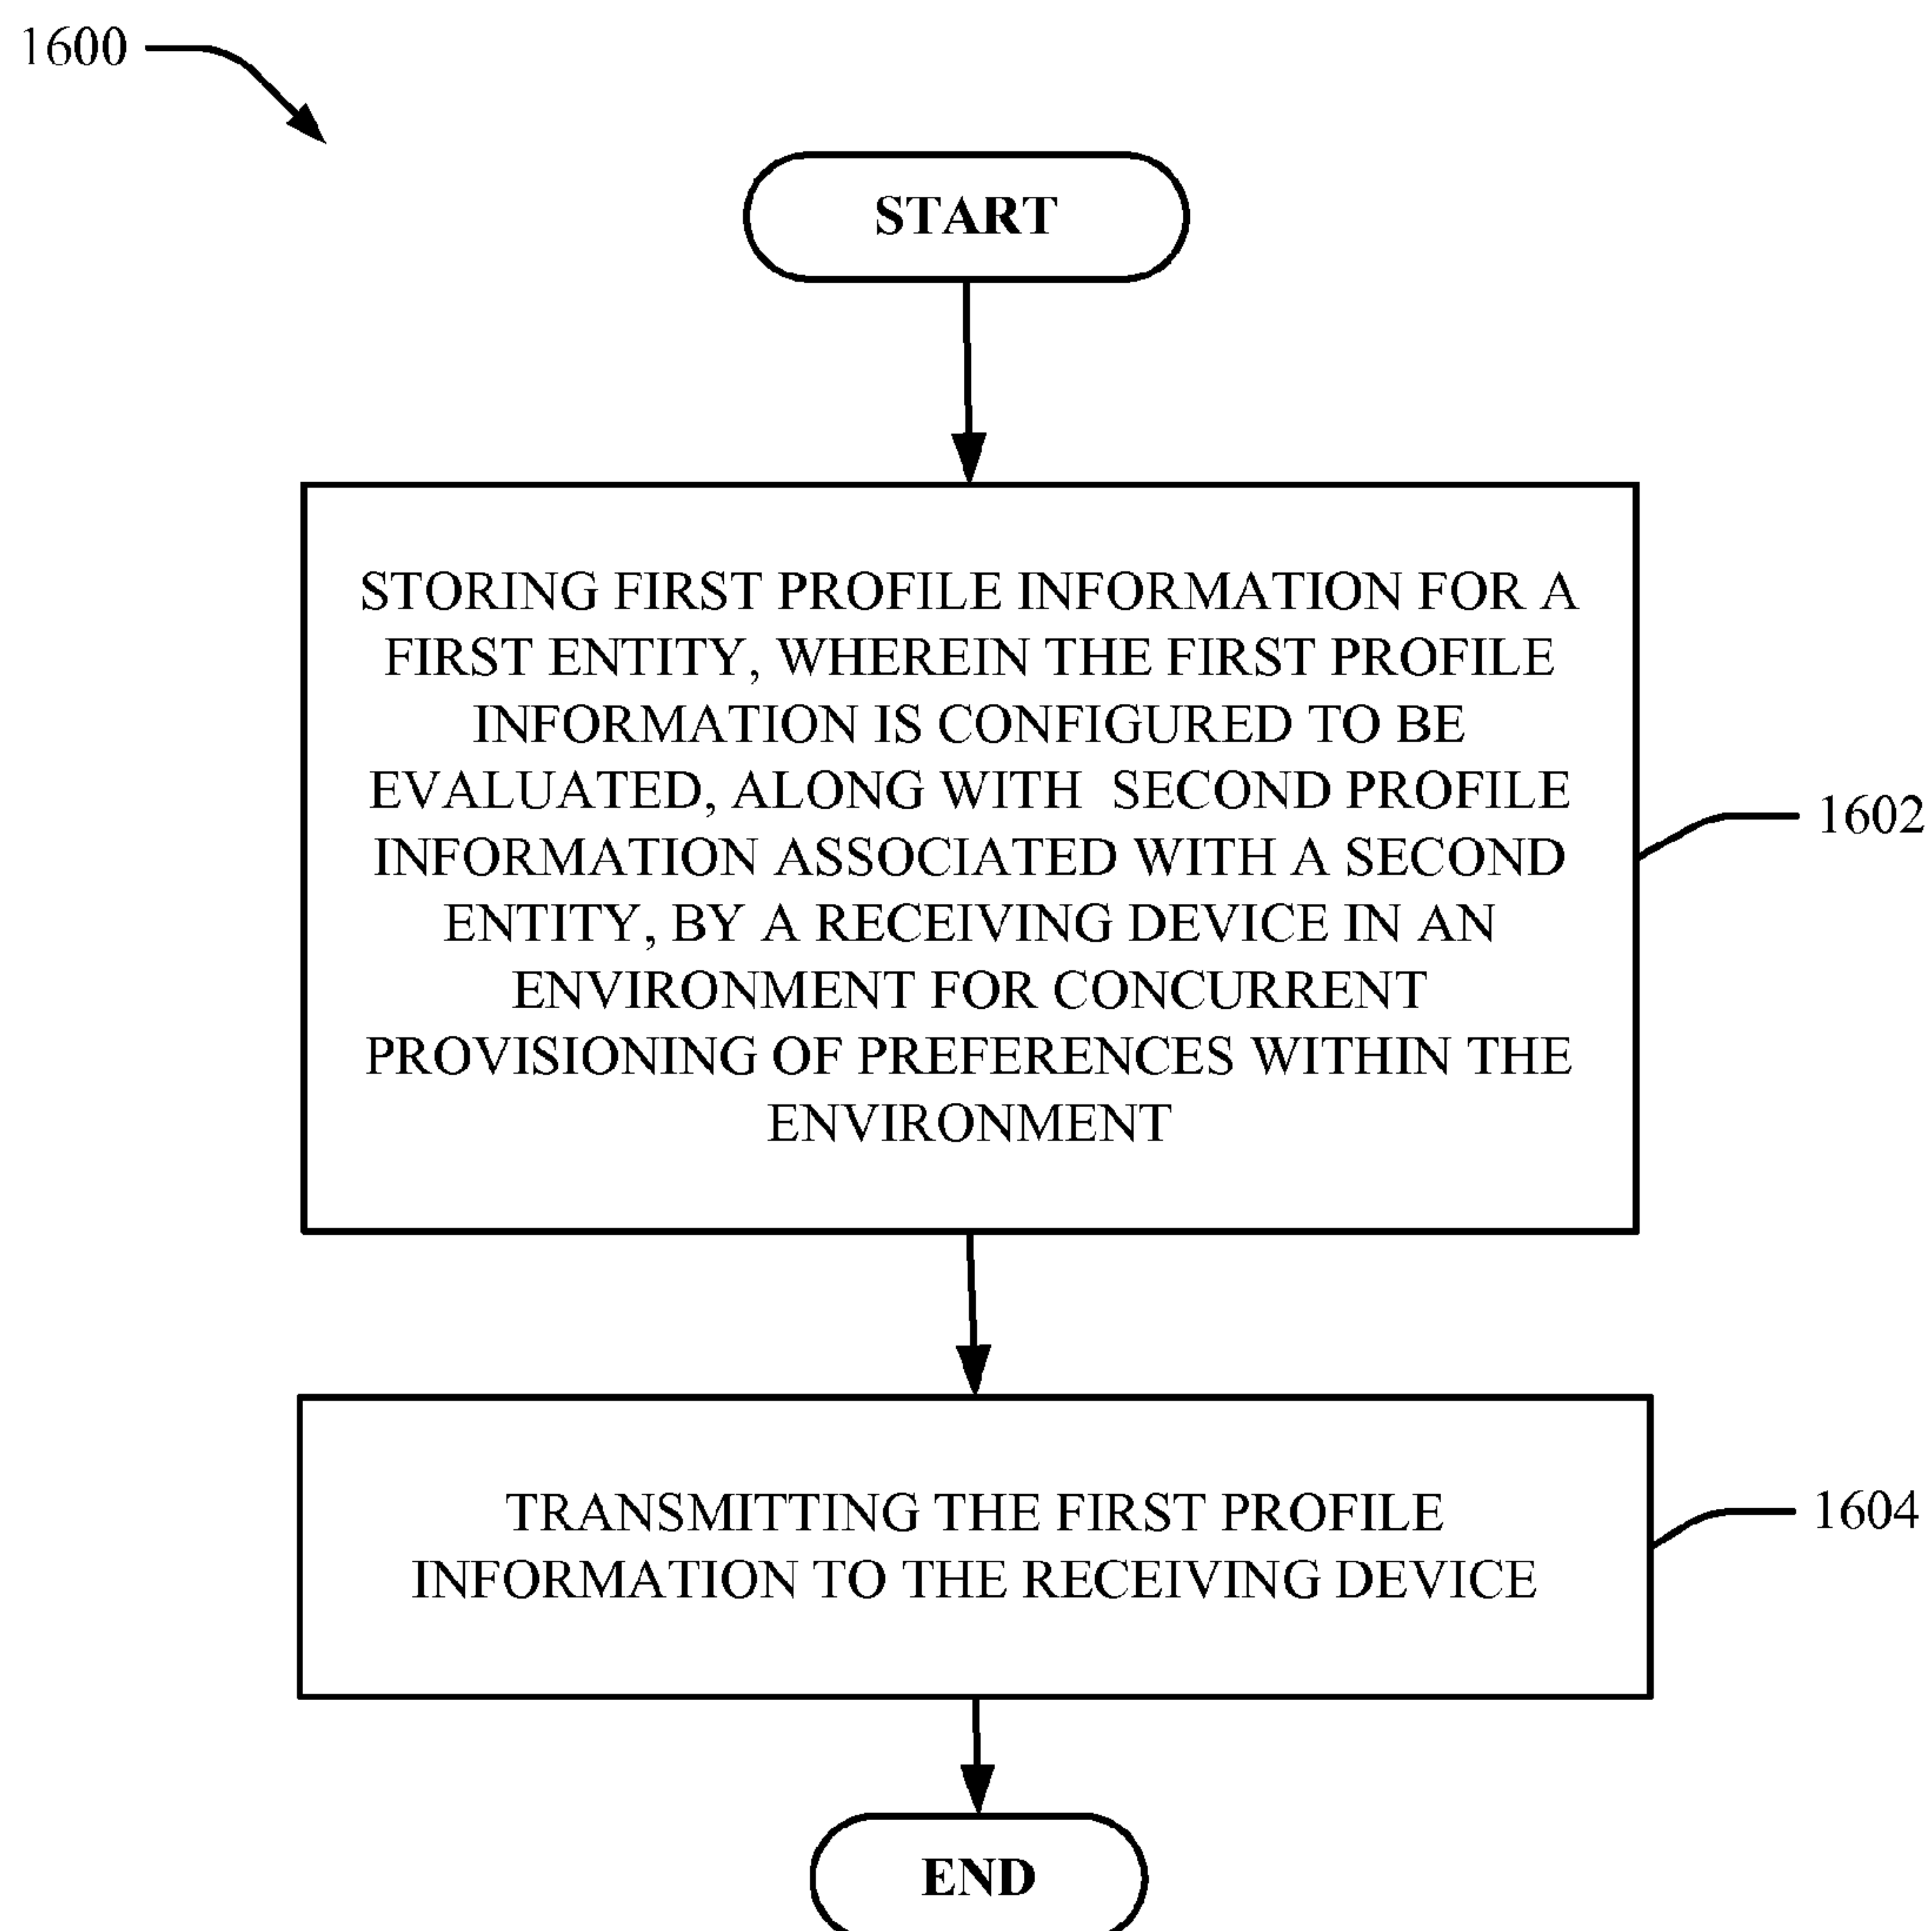 1600
START
STORING FIRST PROFILE INFORMATION FOR A
FIRST ENTITY, WHEREIN THE FIRST PROFILE
INFORMATION IS CONFIGURED TO BE
EVALUATED, ALONG WITH SECOND PROFILE
INFORMATION ASSOCIATED WITH A SECOND
ENTITY, BY A RECEIVING DEVICE IN AN
ENVIRONMENT FOR CONCURRENT
PROVISIONING OF PREFERENCES WITHIN THE
ENVIRONMENT
1602
TRANSMITTING THE FIRST PROFILE
INFORMATION TO THE RECEIVING DEVICE
1604
END